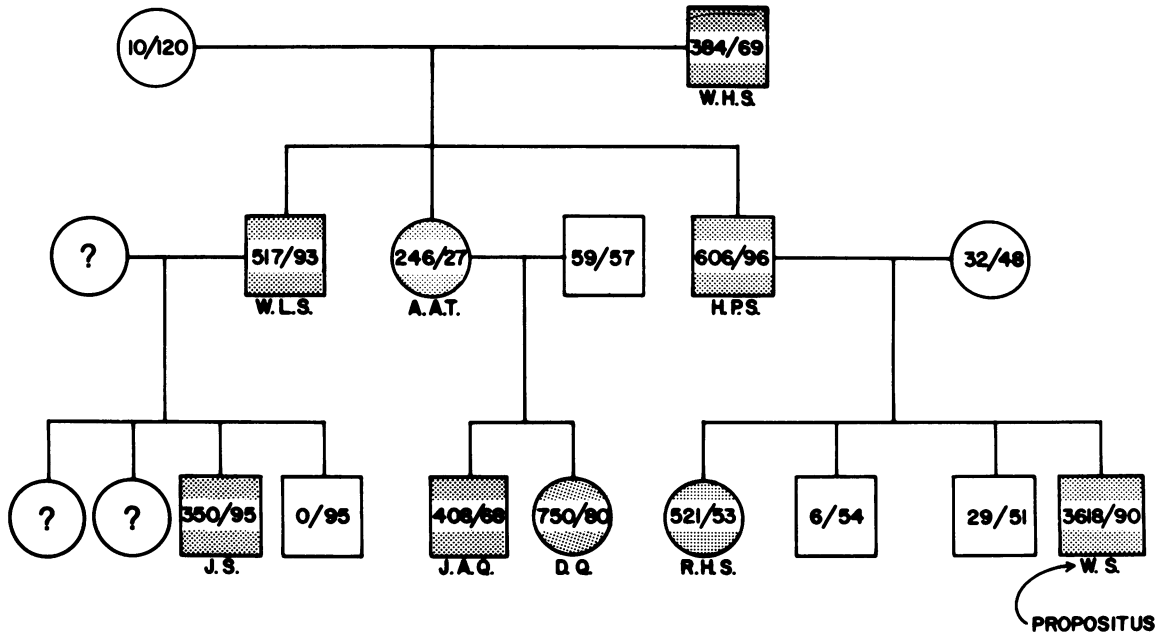 10/120
384/69
W.H.S.
?
517/93
246/27
59/57
606/96
32/48
W.L.S.
A.A.T.
H.P.S.
?
?
350/95
0/95
408/68
750/80
521/53
6/54
29/51
3618/90
J.S.
J.A.Q.
D.Q.
R.H.S.
W.S.
PROPOSITUS